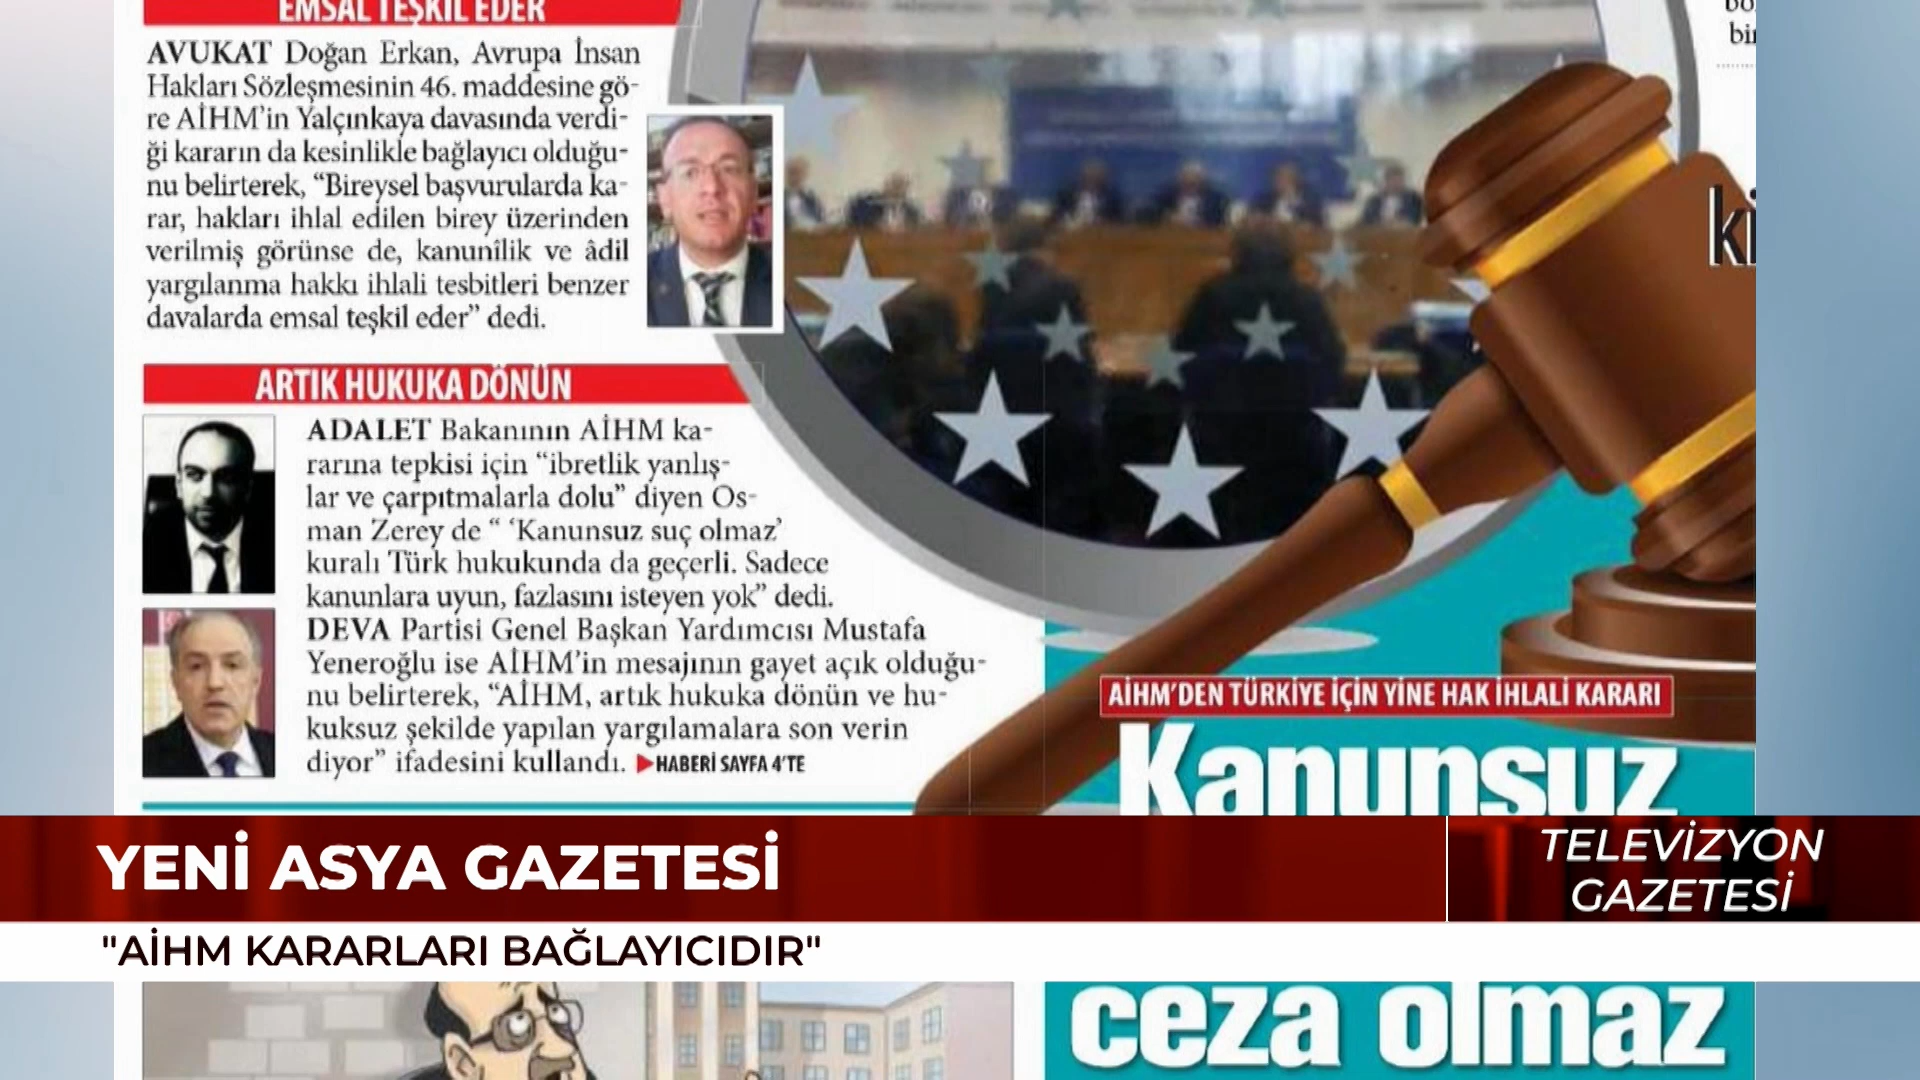 EMSAL TEŞKİL EDER
AVUKAT Doğan Erkan, Avrupa İnsan
Hakları Sözleşmesinin 46. maddesine gö-
re AİHM’in Yalçınkaya davasında verdi-
ği kararın da kesinlikle bağlayıcı olduğu-
nu belirterek, “Bireysel başvurularda ka-
rar, hakları ihlal edilen birey üzerinden
verilmiş görünse de, kanunîlik ve âdil
yargılanma hakkı ihlali tesbitleri benzer
davalarda emsal teşkil eder” dedi.
ARTIK HUKUKA DÖNÜN
ADALET Bakanının AİHM ka-
rarına tepkisi için “ibretlik yanlış-
lar ve çarpıtmalarla dolu” diyen Os-
man Zerey de “ ‘Kanunsuz suç olmaz’
kuralı Türk hukukunda da geçerli. Sadece
kanunlara uyun, fazlasını isteyen yok” dedi.
DEVA Partisi Genel Başkan Yardımcısı Mustafa
Yeneroğlu ise AİHM’in mesajının gayet açık olduğu-
nu belirterek, “AİHM, artık hukuka dönün ve hu-
kuksuz şekilde yapılan yargılamalara son verin
diyor” ifadesini kullandı. ▶HABERİ SAYFA 4’TE
AİHM’DEN TÜRKİYE İÇİN YİNE HAK İHLALİ KARARI
Kanunsuz
ceza olmaz
YENİ ASYA GAZETESİ
TELEVİZYON
GAZETESİ
"AİHM KARARLARI BAĞLAYICIDIR"